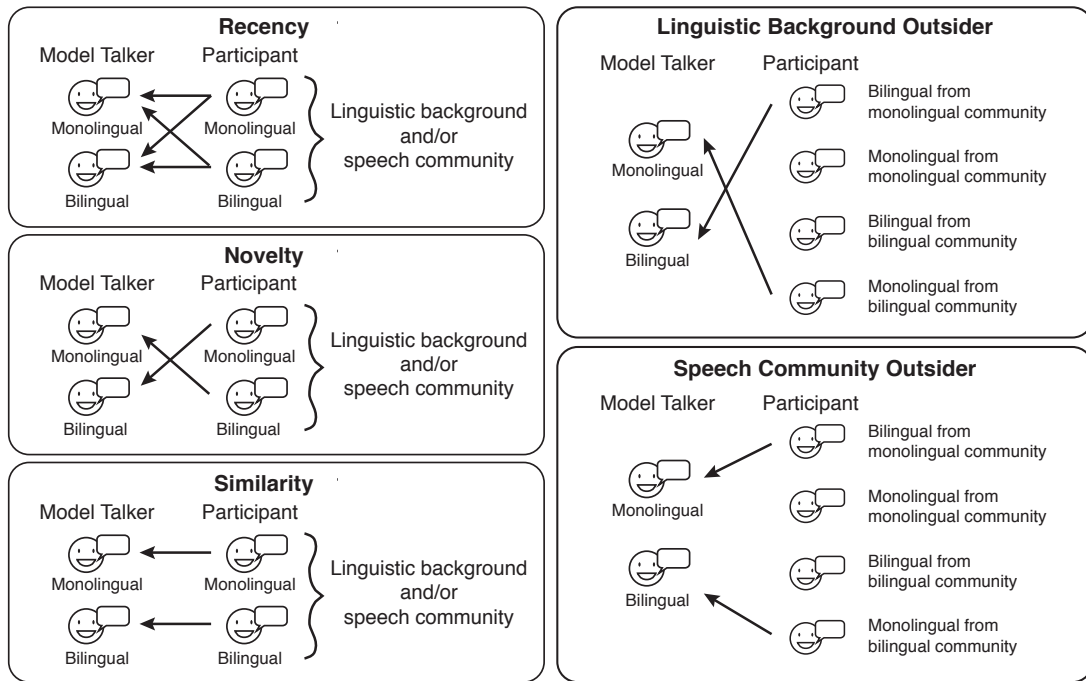 Recency
Model Talker Participant
Monolingual Monolingual
Bilingual Bilingual
Linguistic background
and/or
speech community
Novelty
Model Talker Participant
Monolingual Monolingual
Bilingual Bilingual
Linguistic background
and/or
speech community
Similarity
Model Talker Participant
Monolingual Monolingual
Bilingual Bilingual
Linguistic background
and/or
speech community
Linguistic Background Outsider
Model Talker Participant
Monolingual
Bilingual
Bilingual from
monolingual community
Monolingual from
monolingual community
Bilingual from
bilingual community
Monolingual from
bilingual community
Speech Community Outsider
Model Talker Participant
Monolingual
Bilingual
Bilingual from
monolingual community
Monolingual from
monolingual community
Bilingual from
bilingual community
Monolingual from
bilingual community